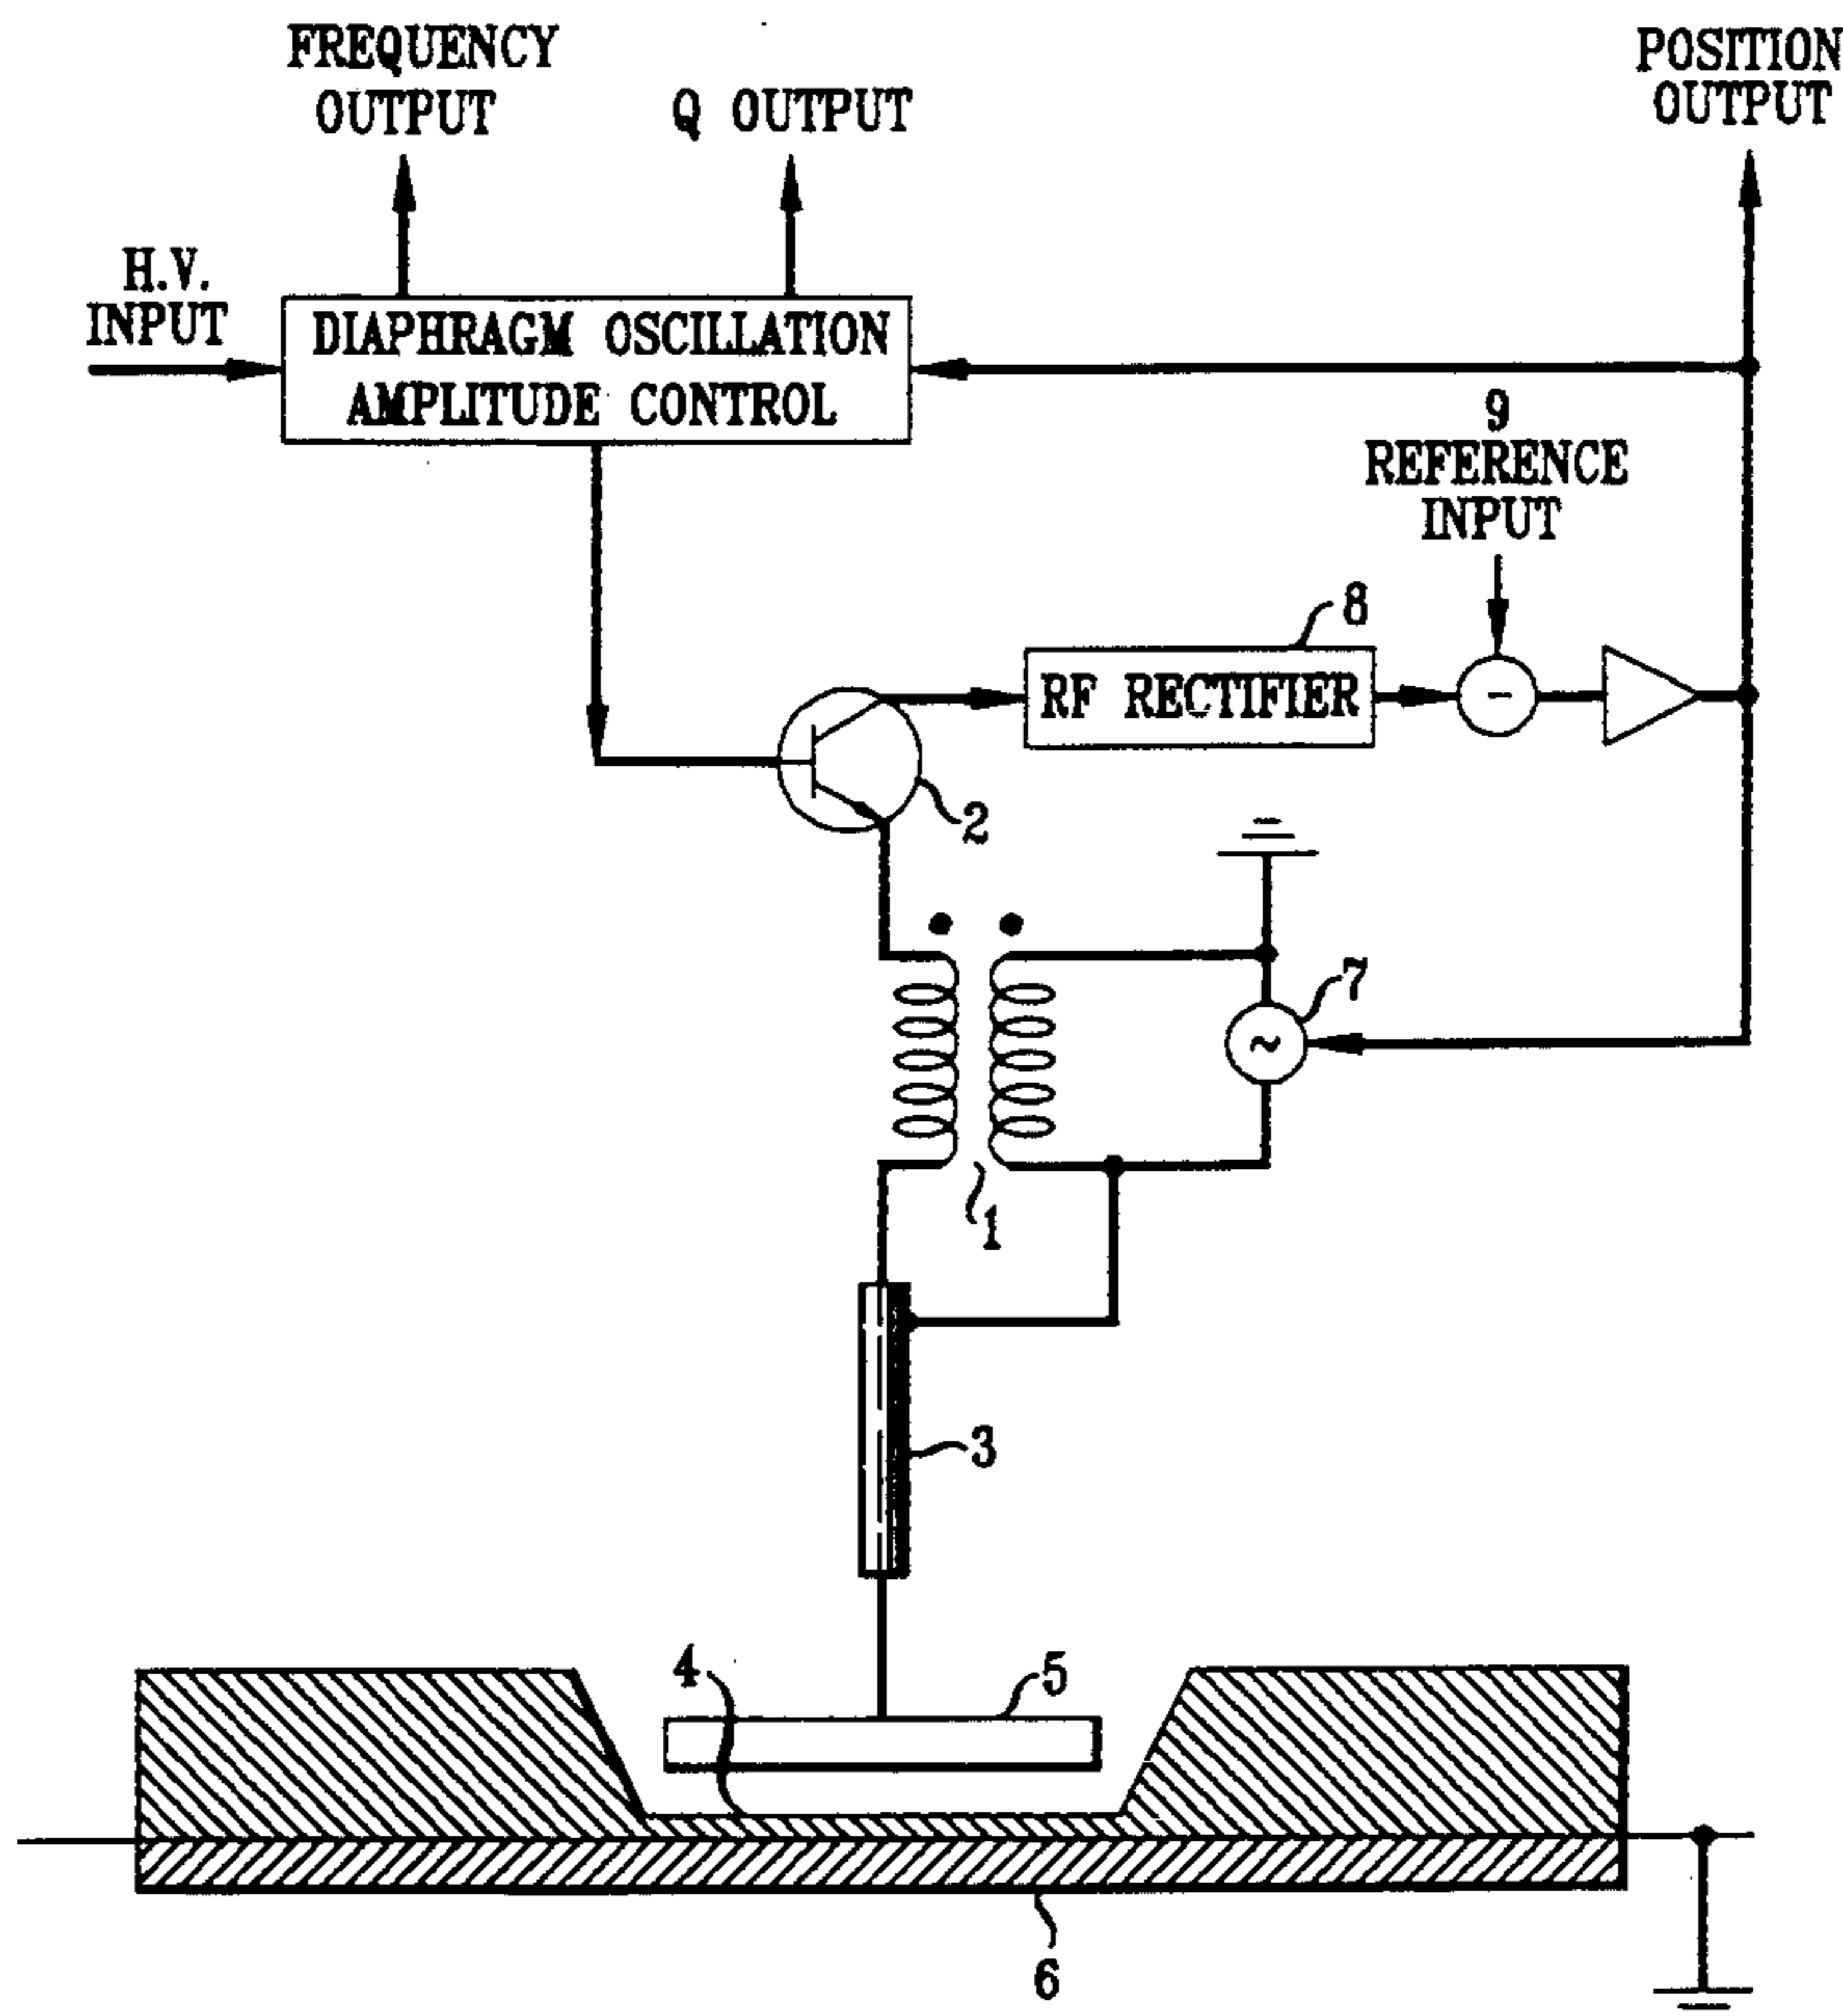 FREQUENCY
OUTPUT
Q OUTPUT
POSITION
OUTPUT
H.V.
INPUT
DIAPHRAGM OSCILLATION
AMPLITUDE CONTROL
9
REFERENCE
INPUT
8
RF RECTIFIER
-
2
7
~
1
3
4
5
6